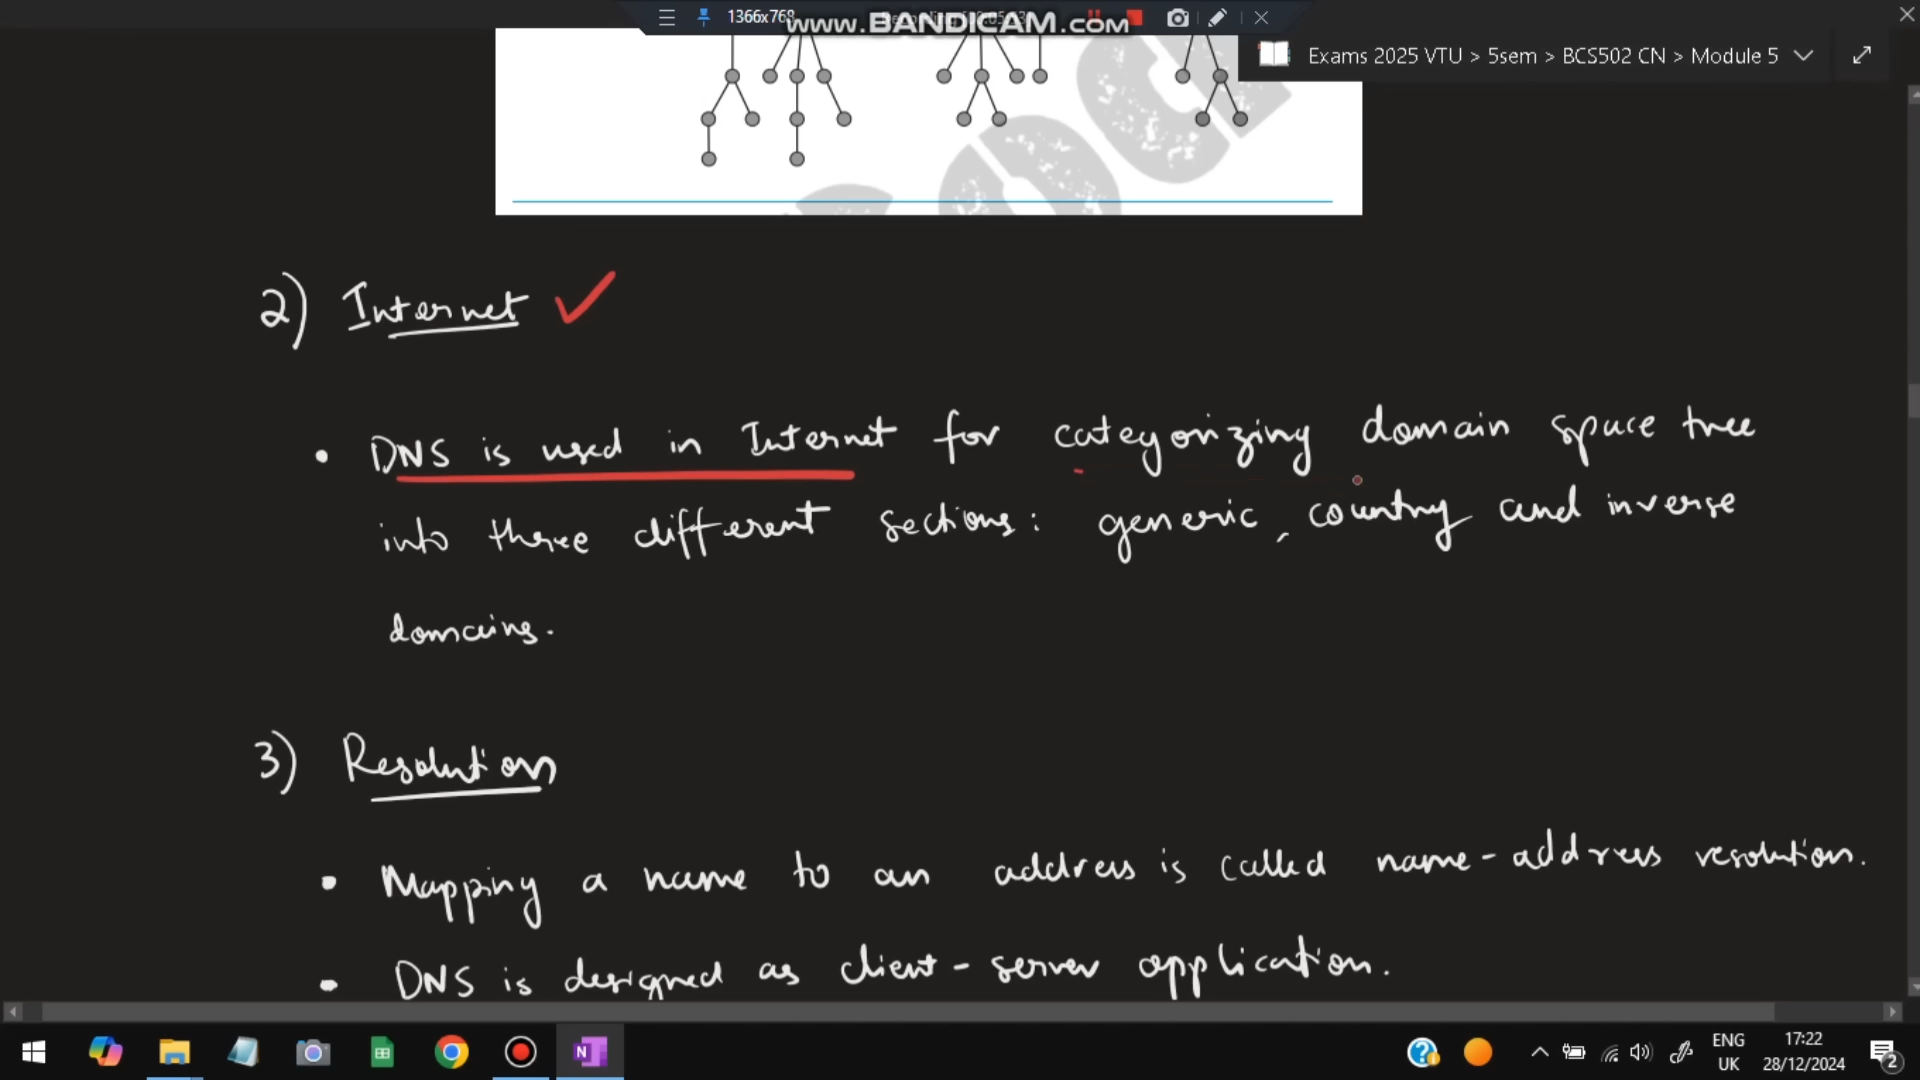 1366x768
www.BANDICAM.com
Exams 2025 VTU > 5sem > BCS502 CN > Module 5
2) Internet
• DNS is used in Internet for categorizing domain space tree
into three different sections: generic, country and inverse
domains.
3) Resolution
• Mapping a name to an address is called name-address resolution.
• DNS is designed as client-server application.
ENG
UK
17:22
28/12/2024
2